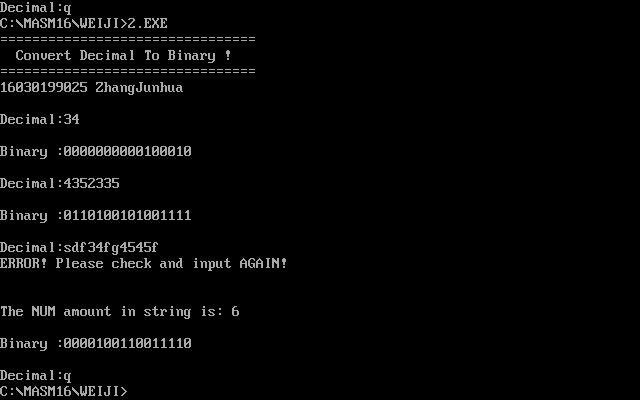 Decimal:q
C:\MASM16\WEIJI>2.EXE
================================
  Convert Decimal To Binary !
================================
16030199025 ZhangJunhua
Decimal:34
Binary :0000000000100010
Decimal:4352335
Binary :0110100101001111
Decimal:sdf34fg4545f
ERROR! Please check and input AGAIN!
The NUM amount in string is: 6
Binary :0000100110011110
Decimal:q
C:\MASM16\WEIJI>